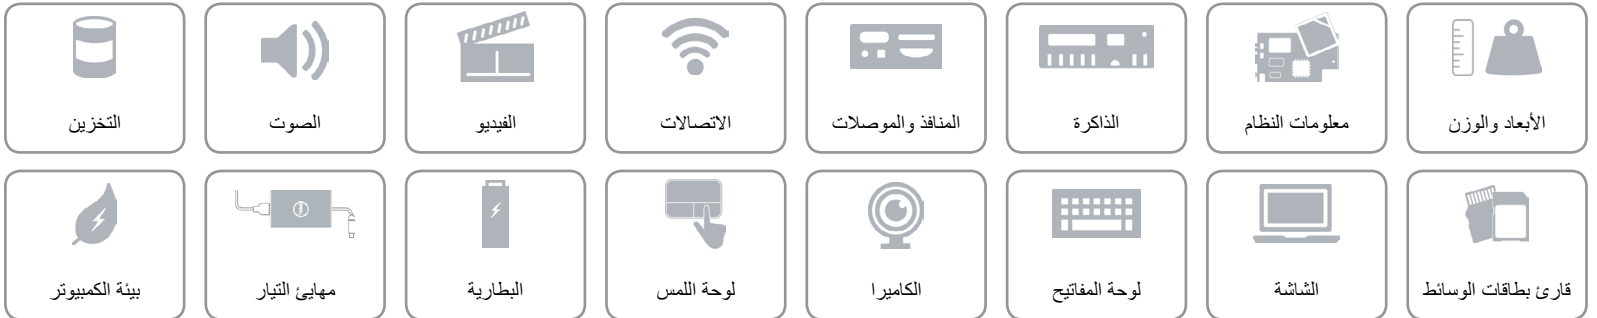 الأبعاد والوزن
معلومات النظام
الذاكرة
المنافذ والموصلات
الاتصالات
الفيديو
الصوت
التخزين
قارئ بطاقات الوسائط
الشاشة
لوحة المفاتيح
الكاميرا
لوحة اللمس
البطارية
مهايئ التيار
بيئة الكمبيوتر